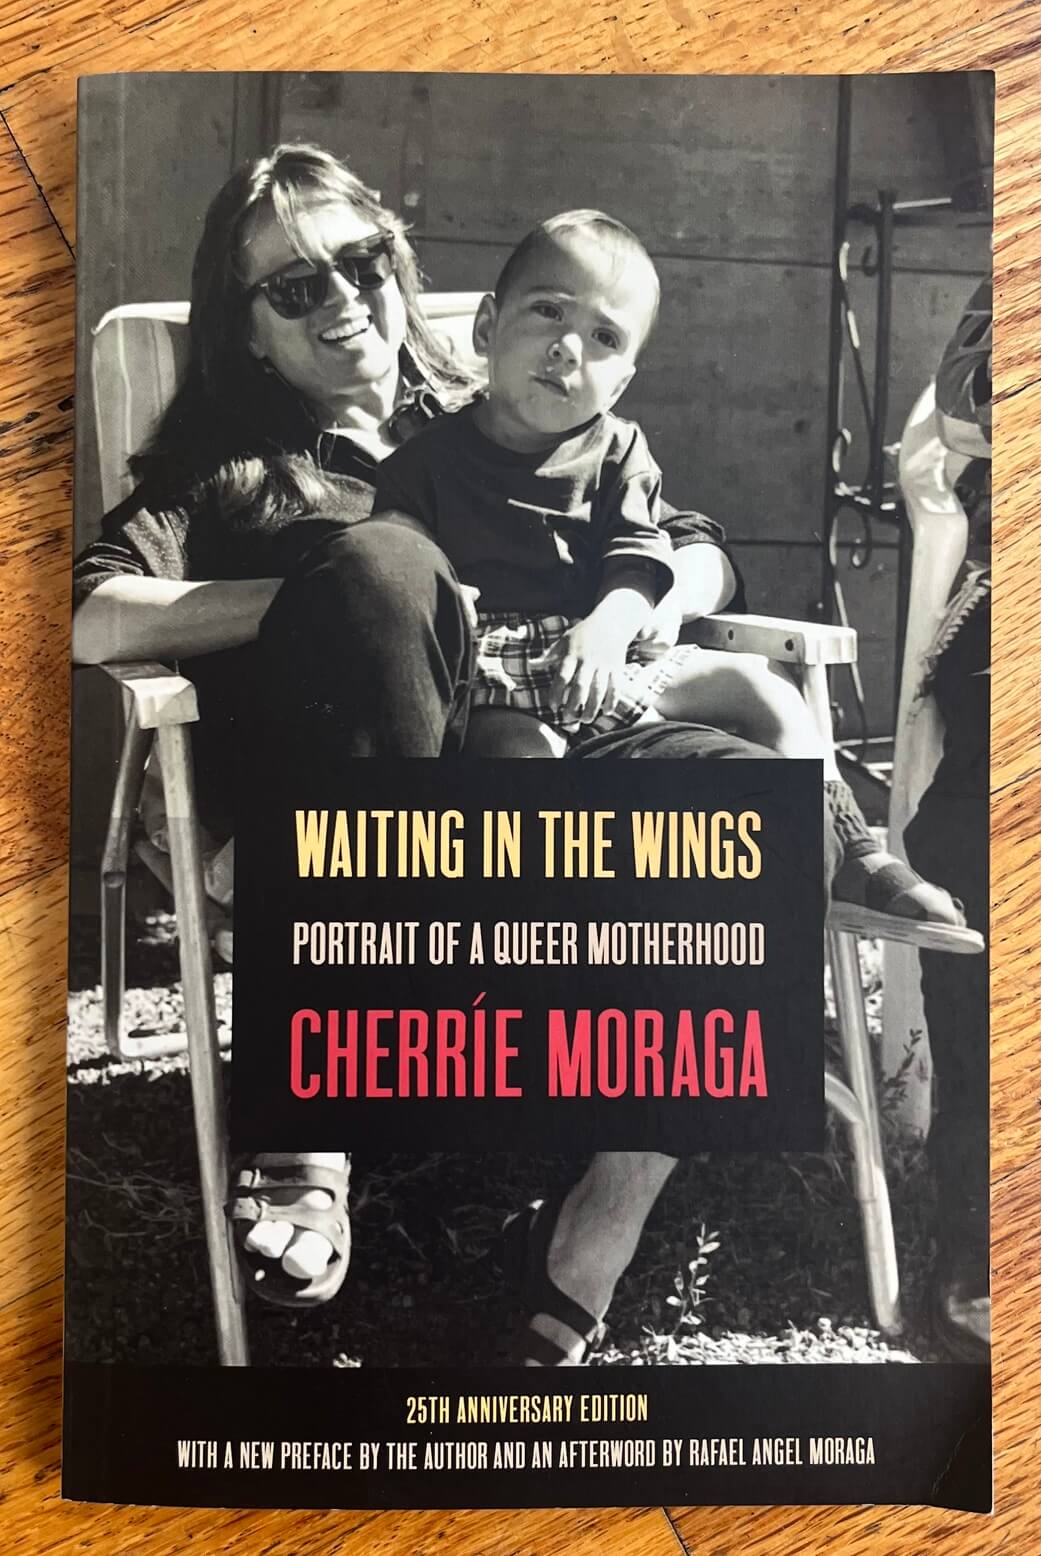 WAITING IN THE WINGS
PORTRAIT OF A QUEER MOTHERHOOD
CHERRÍE MORAGA
25TH ANNIVERSARY EDITION
WITH A NEW PREFACE BY THE AUTHOR AND AN AFTERWORD BY RAFAEL ANGEL MORAGA